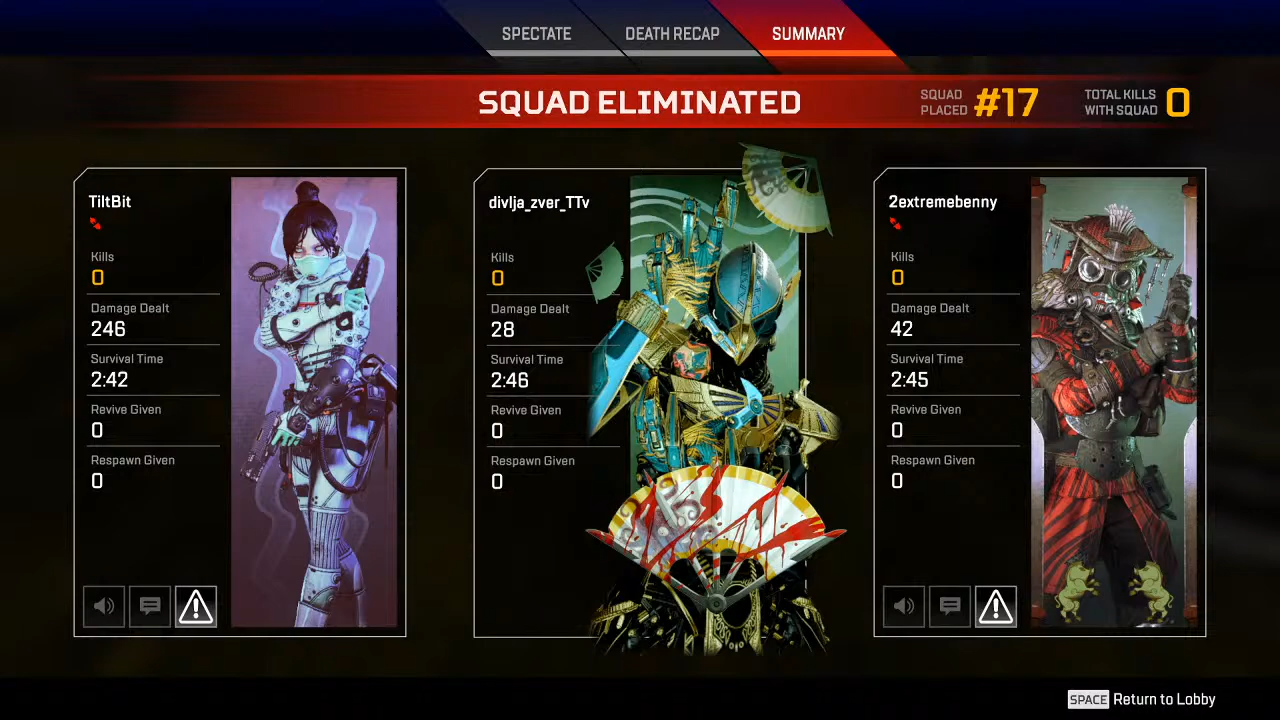 SPECTATE
DEATH RECAP
SUMMARY
SQUAD ELIMINATED
SQUAD PLACED #17
TOTAL KILLS WITH SQUAD 0
TiltBit
Kills
0
Damage Dealt
246
Survival Time
2:42
Revive Given
0
Respawn Given
0
divlja_zver_TTv
Kills
0
Damage Dealt
28
Survival Time
2:46
Revive Given
0
Respawn Given
0
2extremebenny
Kills
0
Damage Dealt
42
Survival Time
2:45
Revive Given
0
Respawn Given
0
SPACE Return to Lobby